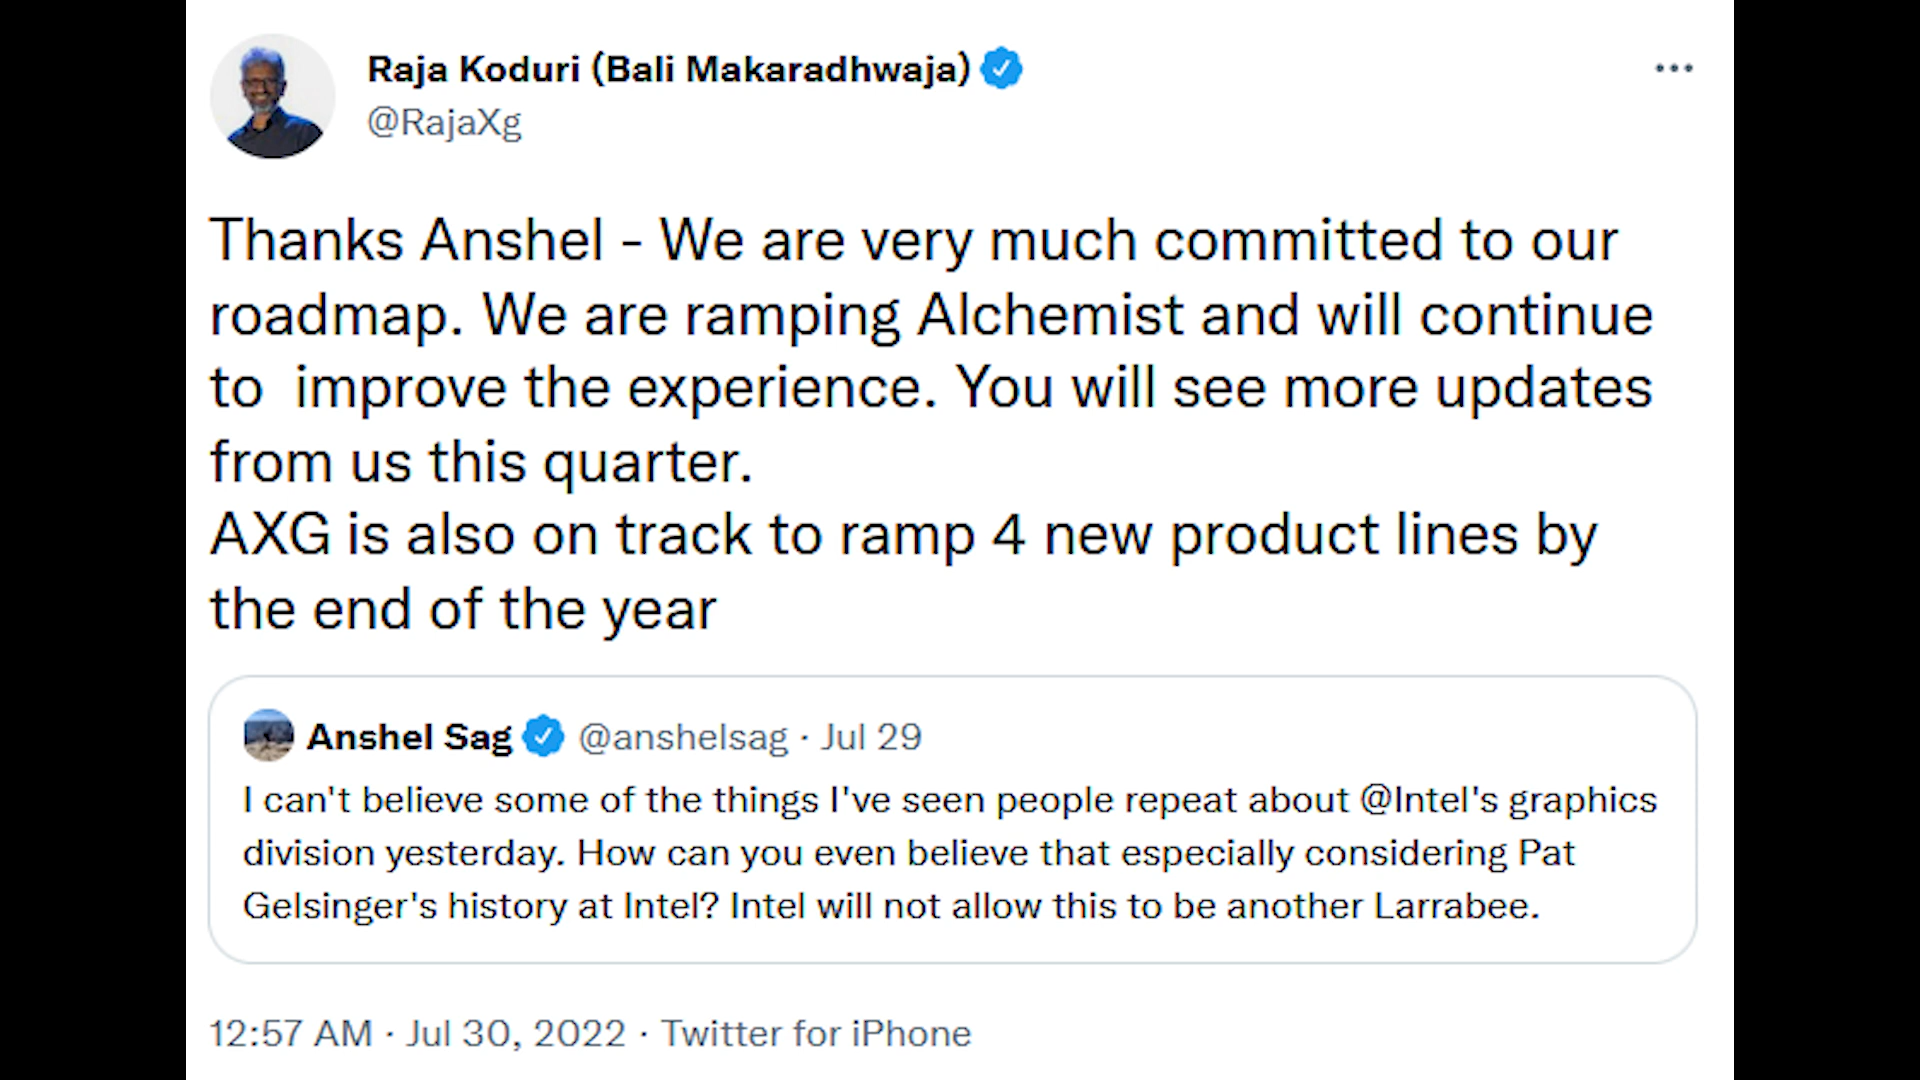 Raja Koduri (Bali Makaradhwaja)
@RajaXg
Thanks Anshel - We are very much committed to our
roadmap. We are ramping Alchemist and will continue
to  improve the experience. You will see more updates
from us this quarter.
AXG is also on track to ramp 4 new product lines by
the end of the year
Anshel Sag @anshelsag · Jul 29
I can't believe some of the things I've seen people repeat about @Intel's graphics
division yesterday. How can you even believe that especially considering Pat
Gelsinger's history at Intel? Intel will not allow this to be another Larrabee.
12:57 AM · Jul 30, 2022 · Twitter for iPhone